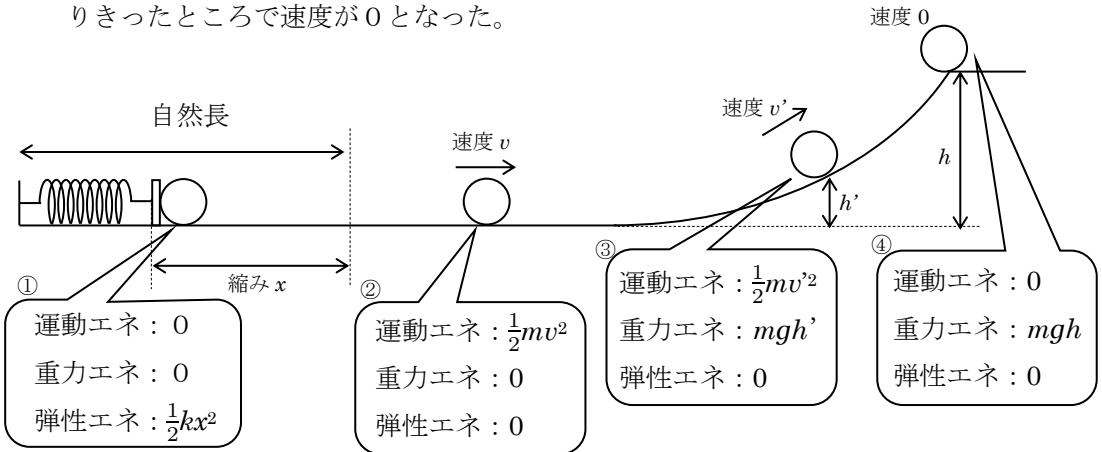 りきったところで速度が0となった。
速度 0
自然長
速度 v
速度 v'
h
h'
縮み x
①
運動エネ：0
重力エネ：0
弾性エネ：½kx²
②
運動エネ：½mv²
重力エネ：0
弾性エネ：0
③
運動エネ：½mv'²
重力エネ：mgh'
弾性エネ：0
④
運動エネ：0
重力エネ：mgh
弾性エネ：0